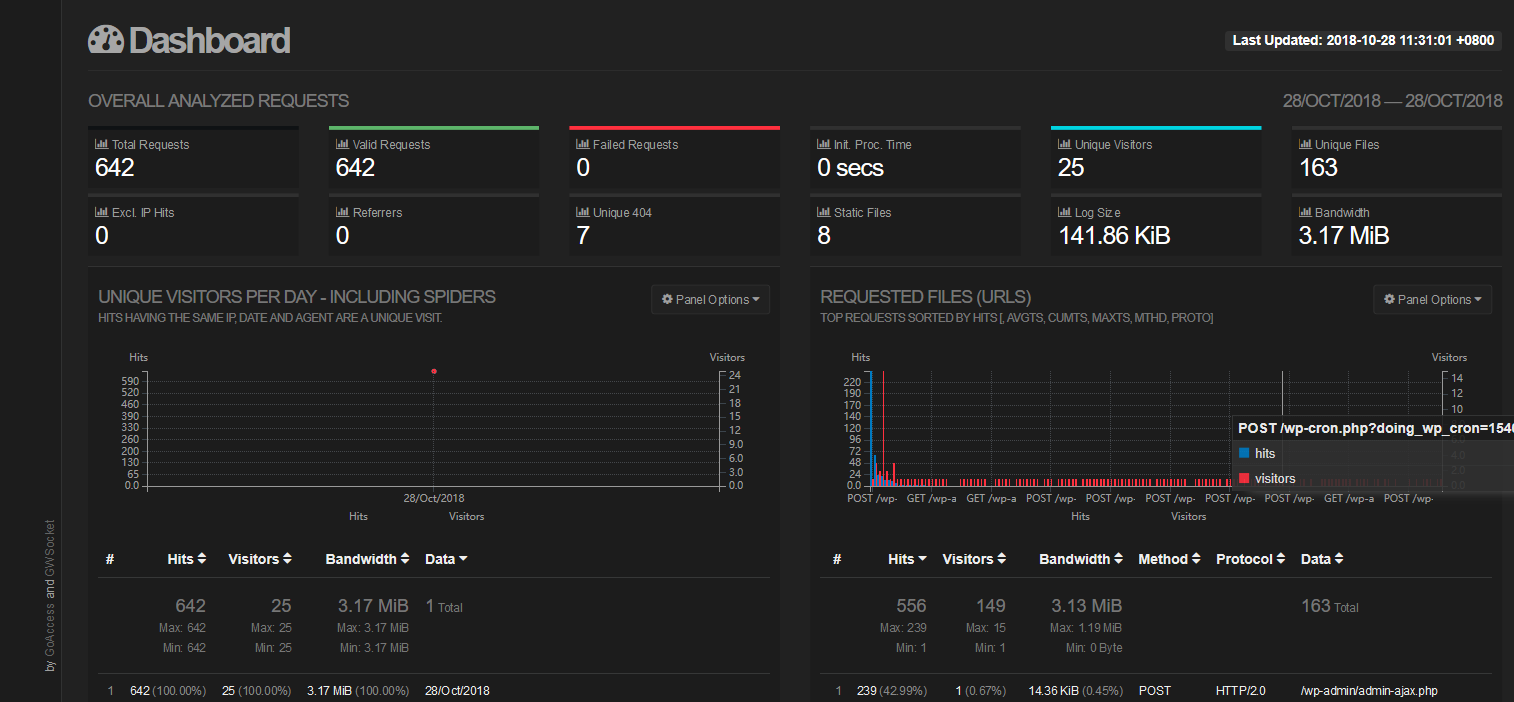 Dashboard
Last Updated: 2018-10-28 11:31:01 +0800
OVERALL ANALYZED REQUESTS
28/OCT/2018 — 28/OCT/2018
Total Requests
642
Valid Requests
642
Failed Requests
0
Init. Proc. Time
0 secs
Unique Visitors
25
Unique Files
163
Excl. IP Hits
0
Referrers
0
Unique 404
7
Static Files
8
Log Size
141.86 KiB
Bandwidth
3.17 MiB
UNIQUE VISITORS PER DAY - INCLUDING SPIDERS
HITS HAVING THE SAME IP, DATE AND AGENT ARE A UNIQUE VISIT.
Panel Options
Hits
Visitors
590
520
460
390
330
260
200
130
65
0.0
24
21
18
15
12
9.0
6.0
3.0
0.0
28/Oct/2018
Hits Visitors
# Hits Visitors Bandwidth Data
642 25 3.17 MiB 1 Total
Max: 642 Max: 25 Max: 3.17 MiB
Min: 642 Min: 25 Min: 3.17 MiB
1 642 (100.00%) 25 (100.00%) 3.17 MiB (100.00%) 28/Oct/2018
REQUESTED FILES (URLS)
TOP REQUESTS SORTED BY HITS [, AVGTS, CUMTS, MAXTS, MTHD, PROTO]
Panel Options
Hits
Visitors
220
190
170
140
120
96
72
48
24
0.0
14
12
10
4.0
2.0
0.0
POST /wp-cron.php?doing_wp_cron=1540
hits
visitors
POST /wp- GET /wp-a GET /wp-a POST /wp- POST /wp- POST /wp- POST /wp- POST /wp- GET /wp-a POST /wp-
Hits Visitors
# Hits Visitors Bandwidth Method Protocol Data
556 149 3.13 MiB 163 Total
Max: 239 Max: 15 Max: 1.19 MiB
Min: 1 Min: 1 Min: 0 Byte
1 239 (42.99%) 1 (0.67%) 14.36 KiB (0.45%) POST HTTP/2.0 /wp-admin/admin-ajax.php
by GoAccess and GWSocket